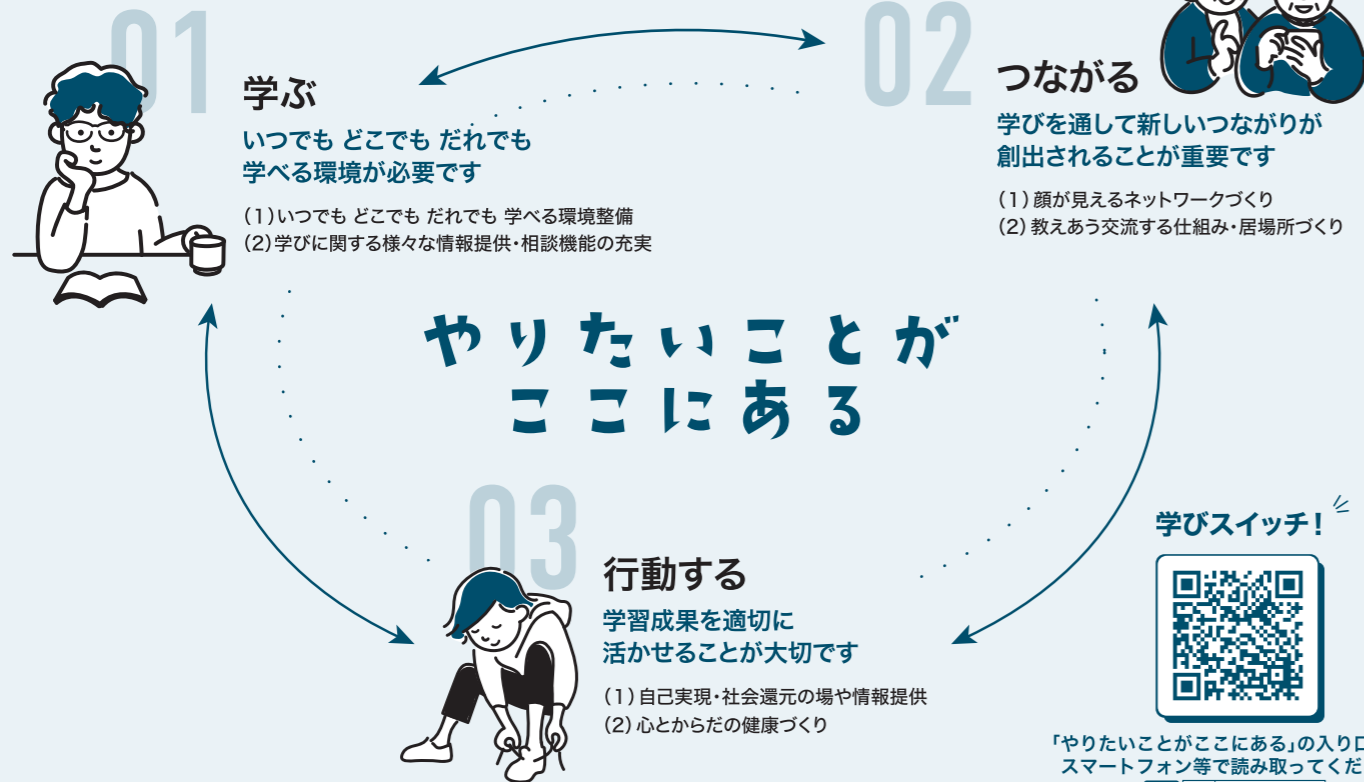 01
学ぶ
いつでも どこでも だれでも
学べる環境が必要です
(1)いつでも どこでも だれでも 学べる環境整備
(2)学びに関する様々な情報提供・相談機能の充実
02
つながる
学びを通して新しいつながりが
創出されることが重要です
(1)顔が見えるネットワークづくり
(2)教えあう交流する仕組み・居場所づくり
やりたいことが
ここにある
03
行動する
学習成果を適切に
活かせることが大切です
(1)自己実現・社会還元の場や情報提供
(2)心とからだの健康づくり
学びスイッチ!
「やりたいことがここにある」の入り口
スマートフォン等で読み取ってくだ